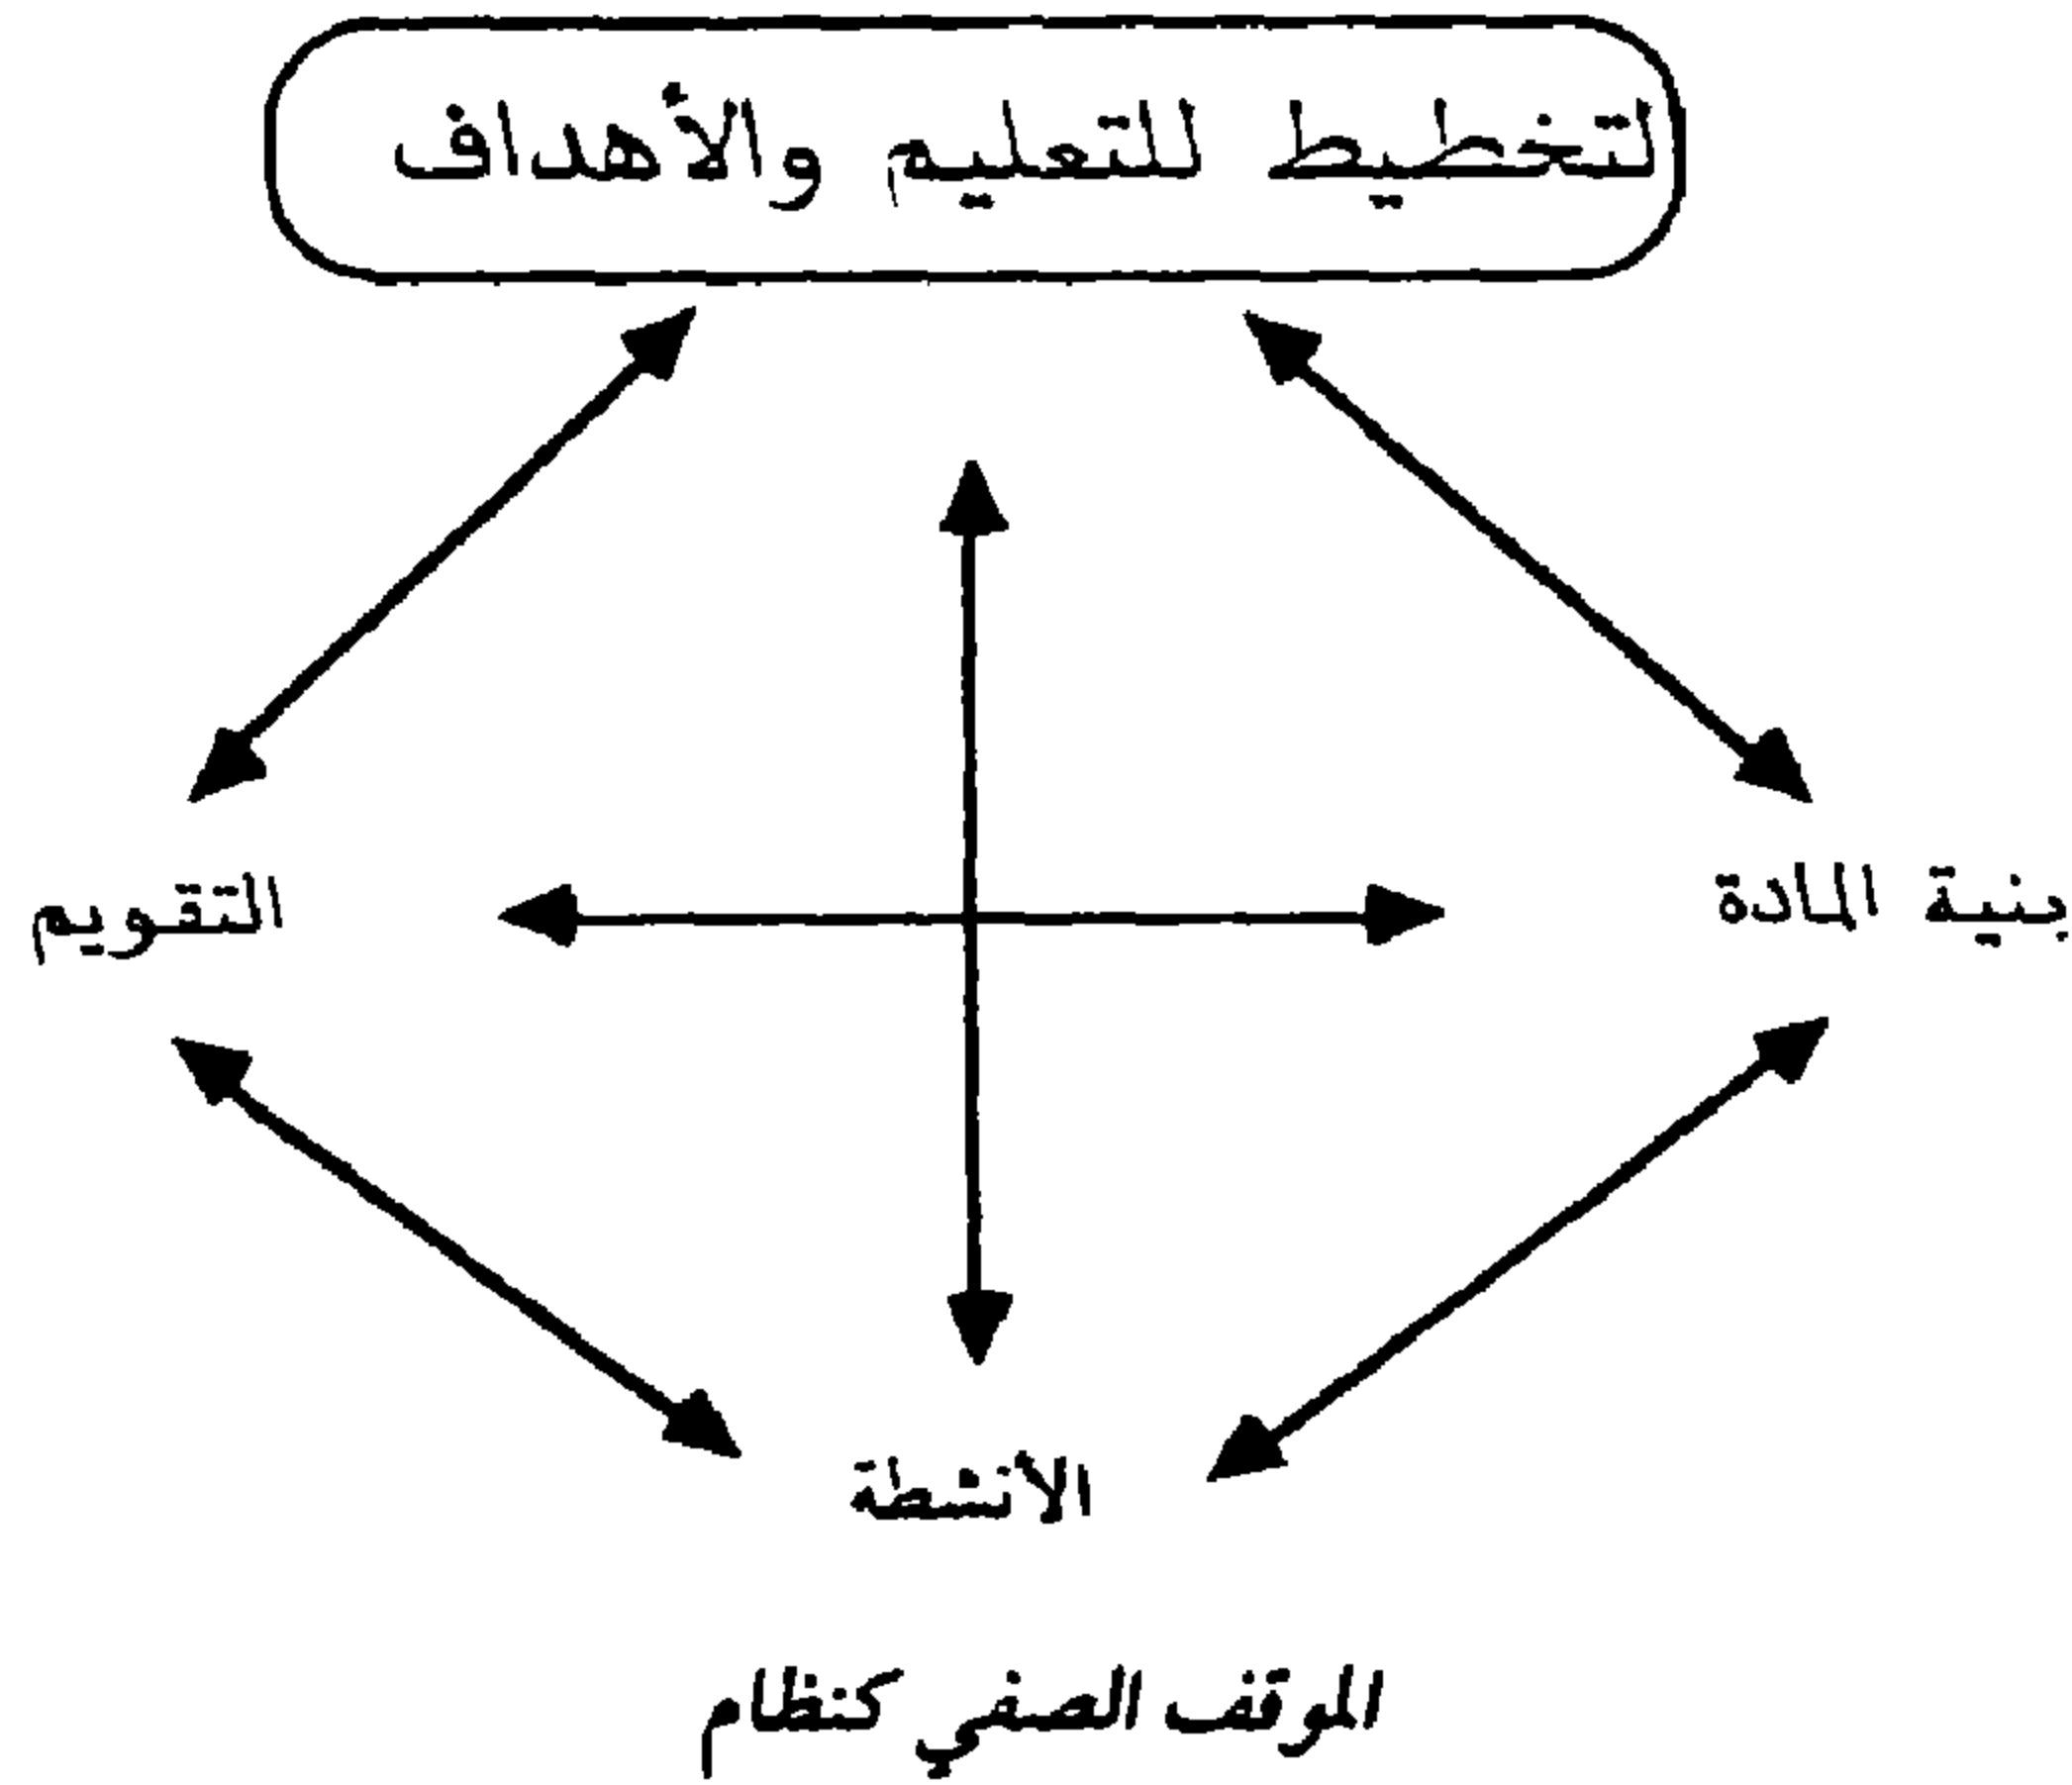 لتخطيط للتعليم والأهداف
بنية المادة
التقويم
الأنشطة
الموقف الصفي كنظام